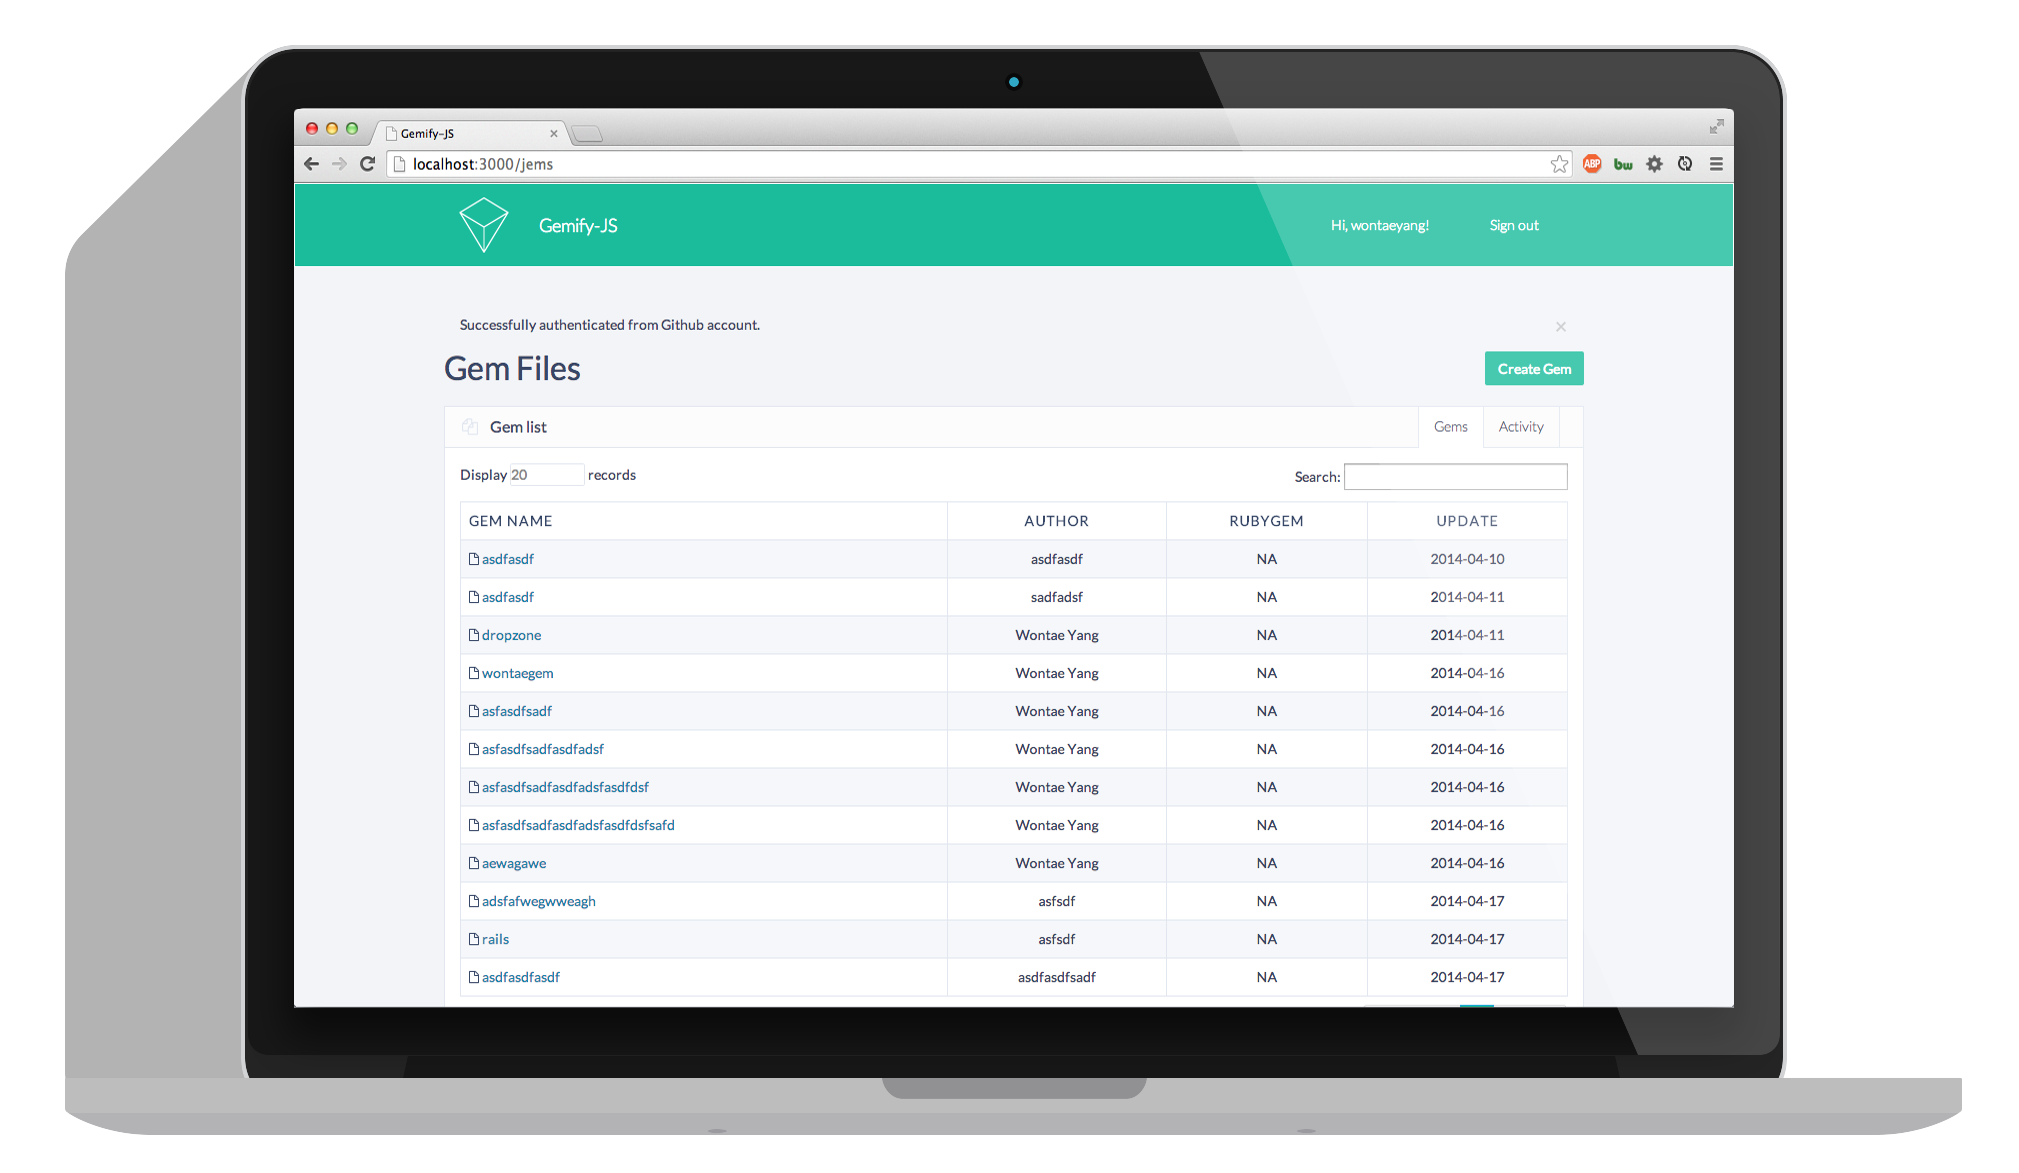 Gemify-JS
localhost:3000/jems
ABP bw
Gemify-JS Hi, wontaeyang! Sign out
Successfully authenticated from Github account.
Gem Files Create Gem
Gem list Gems Activity
Display 20 records Search:
GEM NAME AUTHOR RUBYGEM UPDATE
asdfasdf asdfasdf NA 2014-04-10
asdfasdf sadfadsf NA 2014-04-11
dropzone Wontae Yang NA 2014-04-11
wontaegem Wontae Yang NA 2014-04-16
asfasdfsadf Wontae Yang NA 2014-04-16
asfasdfsadfasdfadsf Wontae Yang NA 2014-04-16
asfasdfsadfasdfadsfasdfdsf Wontae Yang NA 2014-04-16
asfasdfsadfasdfadsfasdfdsfsafd Wontae Yang NA 2014-04-16
aewagawe Wontae Yang NA 2014-04-16
adsfafwegwweagh asfsdf NA 2014-04-17
rails asfsdf NA 2014-04-17
asdfasdfasdf asdfasdfsadf NA 2014-04-17